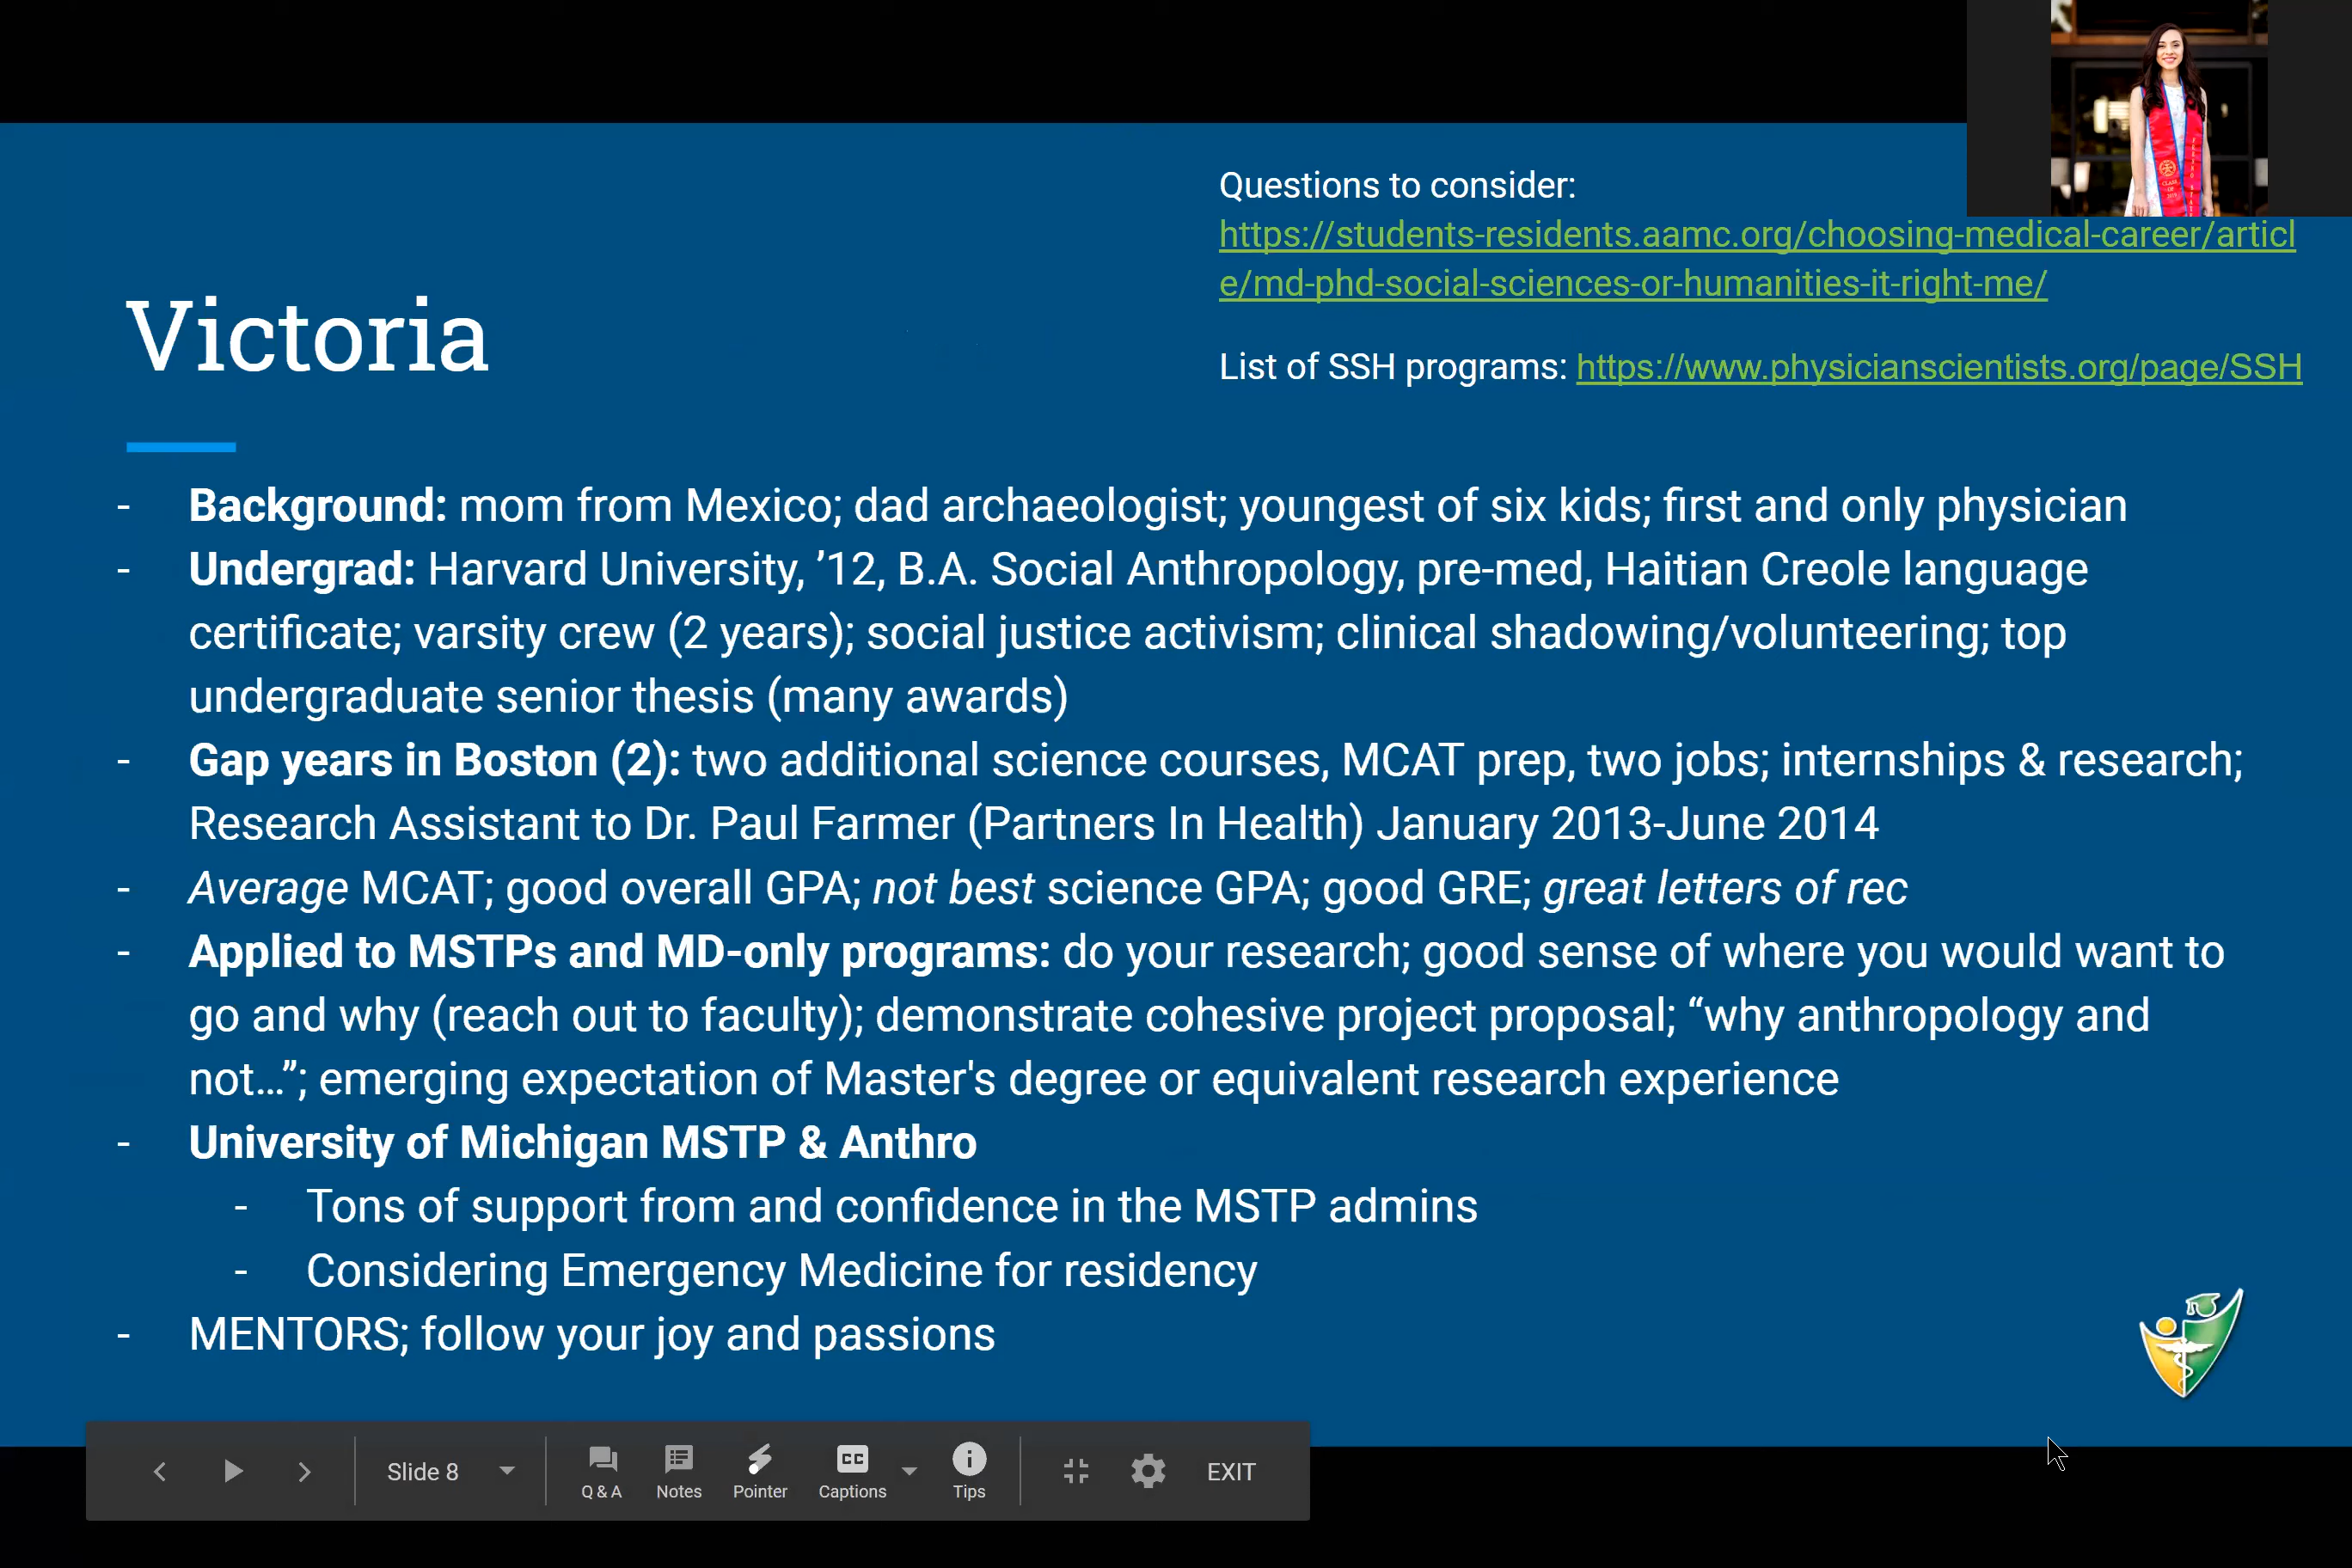 Questions to consider:
https://students-residents.aamc.org/choosing-medical-career/articl
e/md-phd-social-sciences-or-humanities-it-right-me/
List of SSH programs: https://www.physicianscientists.org/page/SSH
Victoria
- Background: mom from Mexico; dad archaeologist; youngest of six kids; first and only physician
- Undergrad: Harvard University, ’12, B.A. Social Anthropology, pre-med, Haitian Creole language
certificate; varsity crew (2 years); social justice activism; clinical shadowing/volunteering; top
undergraduate senior thesis (many awards)
- Gap years in Boston (2): two additional science courses, MCAT prep, two jobs; internships & research;
Research Assistant to Dr. Paul Farmer (Partners In Health) January 2013-June 2014
- Average MCAT; good overall GPA; not best science GPA; good GRE; great letters of rec
- Applied to MSTPs and MD-only programs: do your research; good sense of where you would want to
go and why (reach out to faculty); demonstrate cohesive project proposal; “why anthropology and
not…”; emerging expectation of Master's degree or equivalent research experience
- University of Michigan MSTP & Anthro
- Tons of support from and confidence in the MSTP admins
- Considering Emergency Medicine for residency
- MENTORS; follow your joy and passions
Slide 8
Q & A
Notes
Pointer
CC
Captions
Tips
EXIT